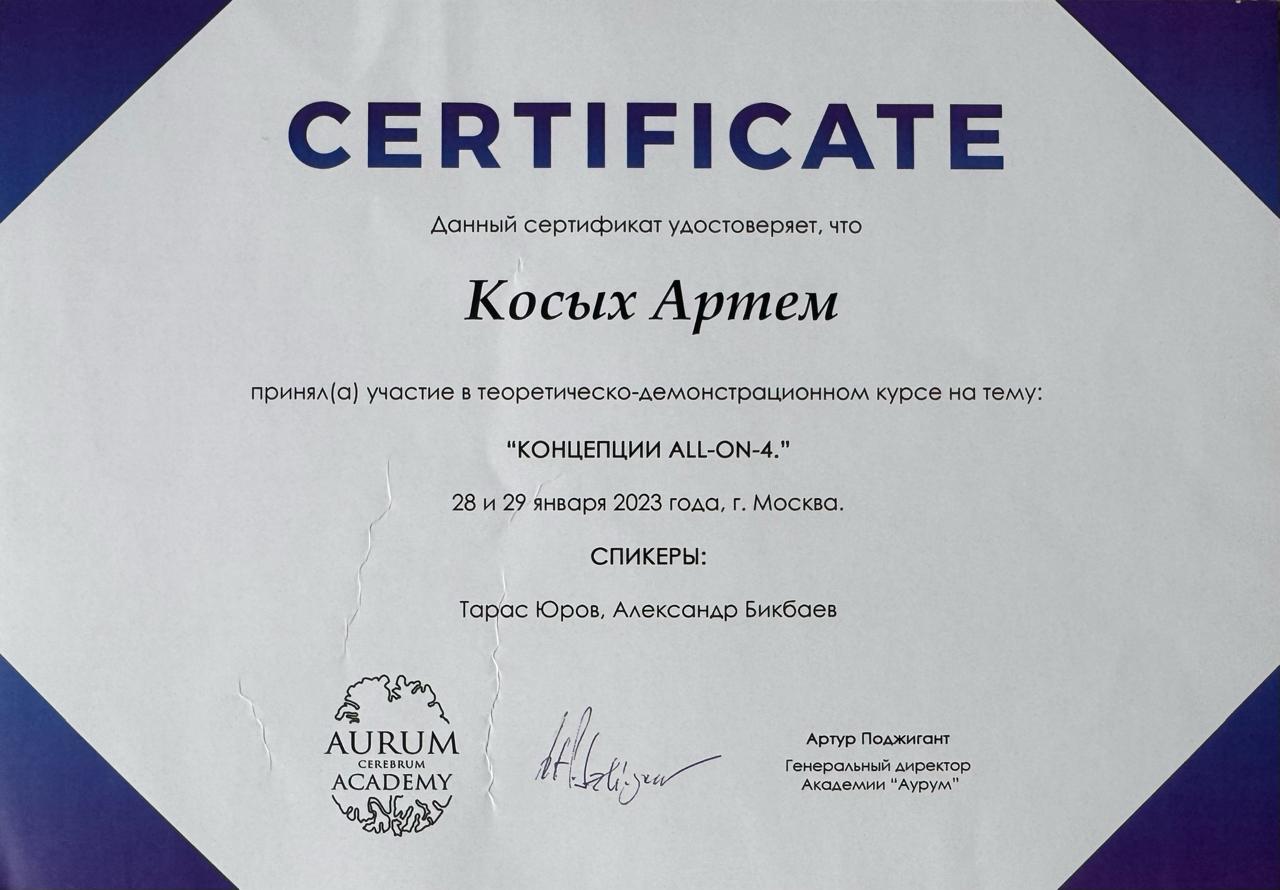 CERTIFICATE
Данный сертификат удостоверяет, что
Косых Артем
принял(а) участие в теоретическо-демонстрационном курсе на тему:
“КОНЦЕПЦИИ ALL-ON-4.”
28 и 29 января 2023 года, г. Москва.
СПИКЕРЫ:
Тарас Юров, Александр Бикбаев
AURUM
CEREBRUM
ACADEMY
Артур Поджигант
Генеральный директор
Академии “Аурум”